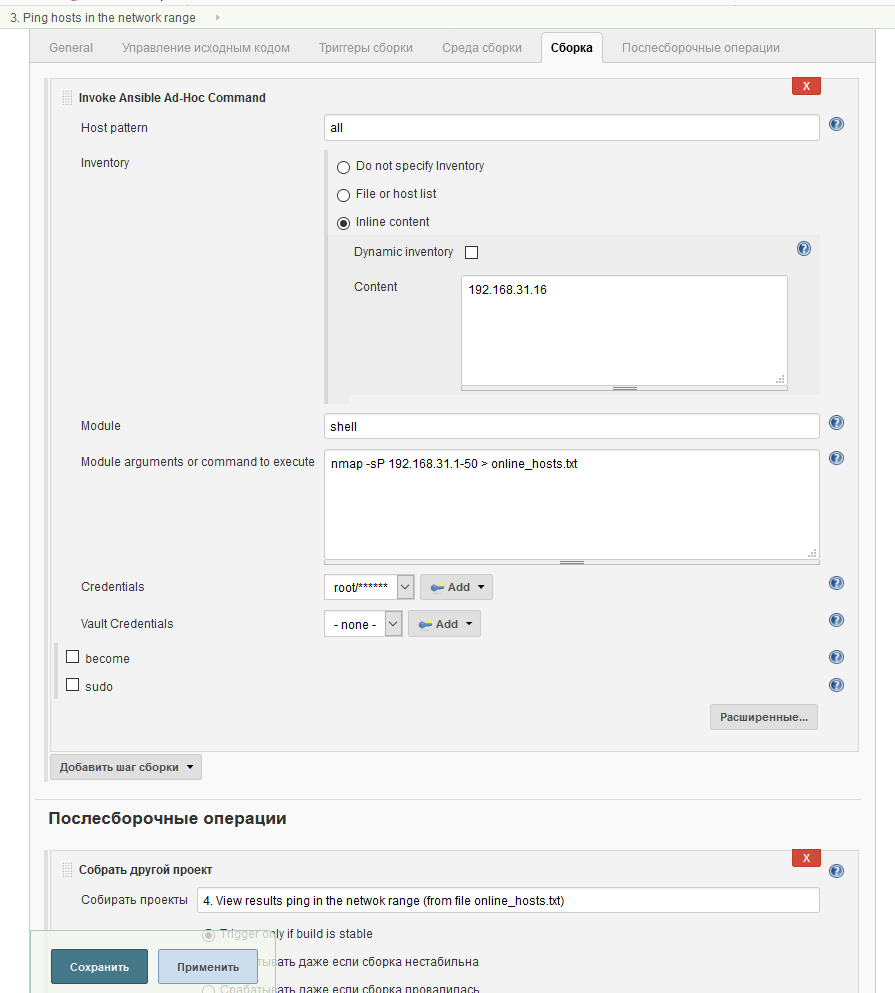 3. Ping hosts in the network range
General Управление исходным кодом Триггеры сборки Среда сборки Сборка Послесборочные операции
X
Invoke Ansible Ad-Hoc Command
Host pattern all
Inventory Do not specify Inventory
File or host list
Inline content
Dynamic inventory
Content 192.168.31.16
Module shell
Module arguments or command to execute nmap -sP 192.168.31.1-50 > online_hosts.txt
Credentials root/****** Add
Vault Credentials - none - Add
become
sudo
Расширенные...
Добавить шаг сборки
Послесборочные операции
X
Собрать другой проект
Собирать проекты 4. View results ping in the netwok range (from file online_hosts.txt)
Trigger only if build is stable
тывать даже если сборка нестабильна
Сохранить Применить
Срабатывать даже если сборка провалилась